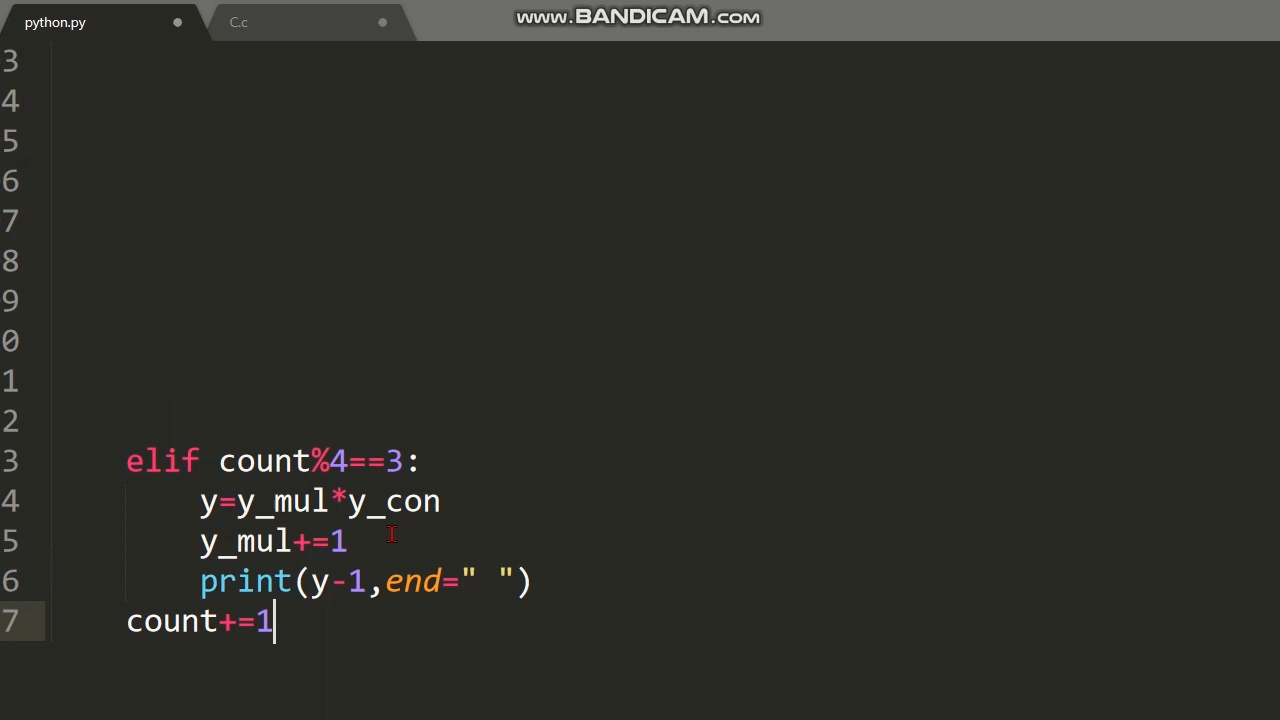 www.BANDICAM.com
python.py
C.c
3
4
5
6
7
8
9
0
1
2
3 elif count%4==3:
4 y=y_mul*y_con
5 y_mul+=1
6 print(y-1,end=" ")
7 count+=1